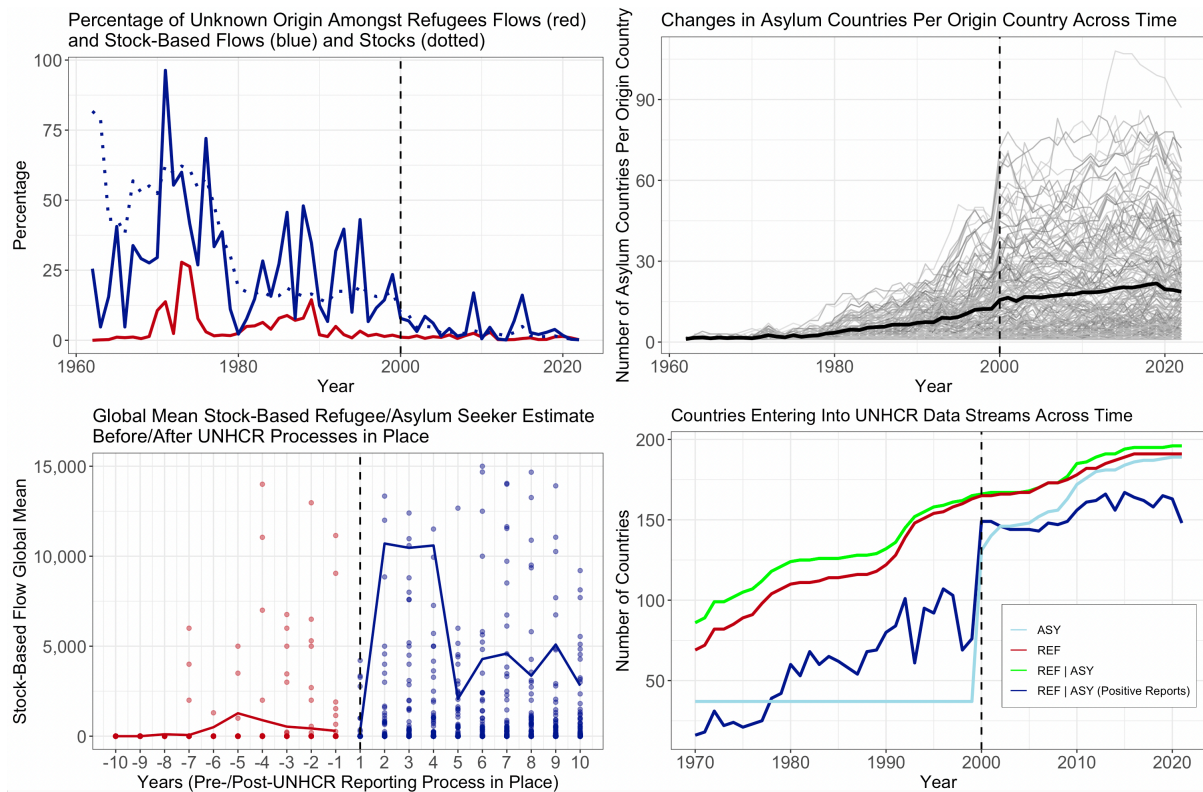 Percentage of Unknown Origin Amongst Refugees Flows (red)
and Stock-Based Flows (blue) and Stocks (dotted)
100
75
50
25
0
Percentage
1960
1980
2000
2020
Year
Changes in Asylum Countries Per Origin Country Across Time
Number of Asylum Countries Per Origin Country
90
60
30
0
1960
1980
2000
2020
Year
Global Mean Stock-Based Refugee/Asylum Seeker Estimate
Before/After UNHCR Processes in Place
Stock-Based Flow Global Mean
15,000
10,000
5,000
0
-10 -9 -8 -7 -6 -5 -4 -3 -2 -1 1 2 3 4 5 6 7 8 9 10
Years (Pre-/Post-UNHCR Reporting Process in Place)
Countries Entering Into UNHCR Data Streams Across Time
Number of Countries
200
150
100
50
ASY
REF
REF | ASY
REF | ASY (Positive Reports)
1970
1980
1990
2000
2010
2020
Year